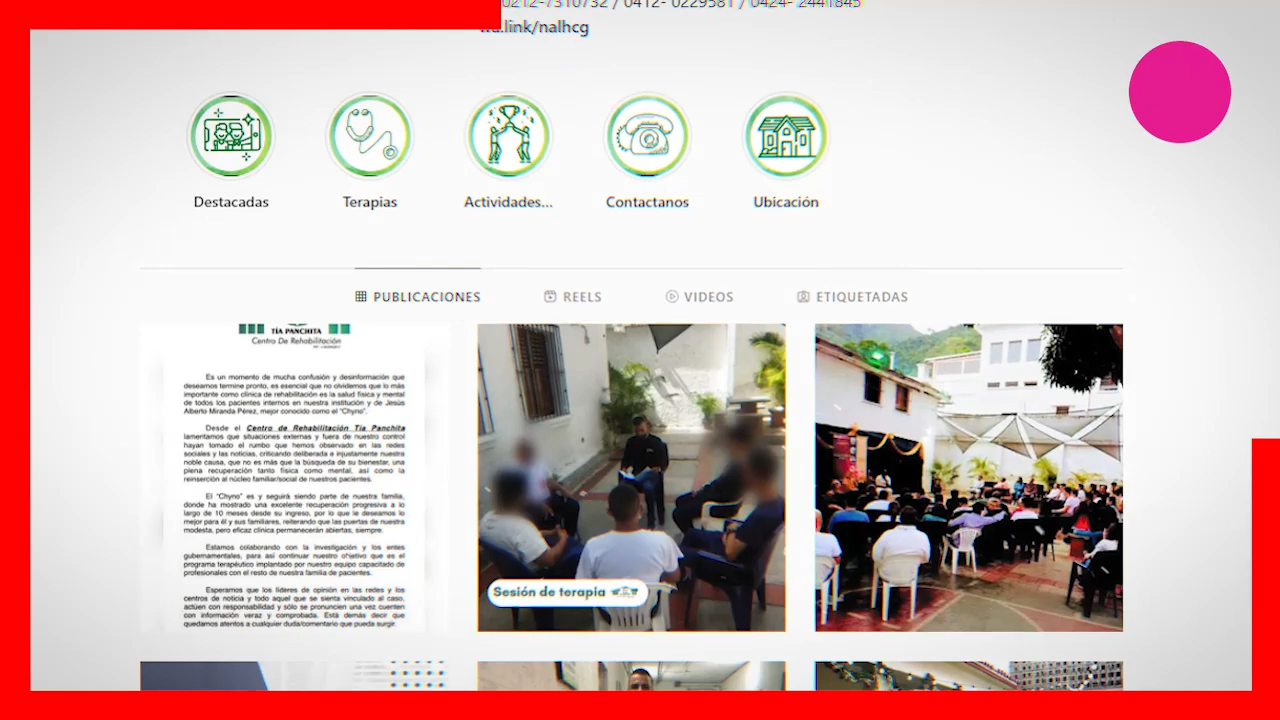 0212-7310732 / 0412- 0229581 / 0424- 2441845
.link/nalhcg
Destacadas
Terapias
Actividades...
Contactanos
Ubicación
PUBLICACIONES
REELS
VIDEOS
ETIQUETADAS
TÍA PANCHITA
Centro De Rehabilitación
Es un momento de mucha confusión y desinformación que
deseamos termine pronto, es esencial que no olvidemos que lo más
importante como clínica de rehabilitación es la salud física y mental
de todos los pacientes internos en nuestra institución y de Jesús
Alberto Miranda Pérez, mejor conocido como el "Chyno".
Desde el Centro de Rehabilitación Tía Panchita
lamentamos que situaciones externas y fuera de nuestro control
hayan tomado el rumbo que hemos observado en las redes
sociales y las noticias, criticando deliberada e injustamente nuestra
noble causa, que no es más que la búsqueda de su bienestar, una
plena recuperación tanto física como mental, así como la
reinserción al núcleo familiar/social de nuestros pacientes.
El "Chyno" es y seguirá siendo parte de nuestra familia,
donde ha mostrado una excelente recuperación progresiva a lo
largo de 10 meses desde su ingreso, por lo que le deseamos lo
mejor para él y sus familiares, reiterando que las puertas de nuestra
modesta, pero eficaz clínica permanecerán abiertas, siempre.
Estamos colaborando con la investigación y los entes
gubernamentales, para así continuar nuestro objetivo que es el
programa terapéutico implantado por nuestro equipo capacitado de
profesionales con el resto de nuestra familia de pacientes.
Esperamos que los líderes de opinión en las redes y los
centros de noticia y todo aquel que se sienta vinculado al caso,
actúen con responsabilidad y sólo se pronuncien una vez cuenten
con información veraz y comprobada. Está demás decir que
quedamos atentos a cualquier duda/comentario que pueda surgir.
Sesión de terapia